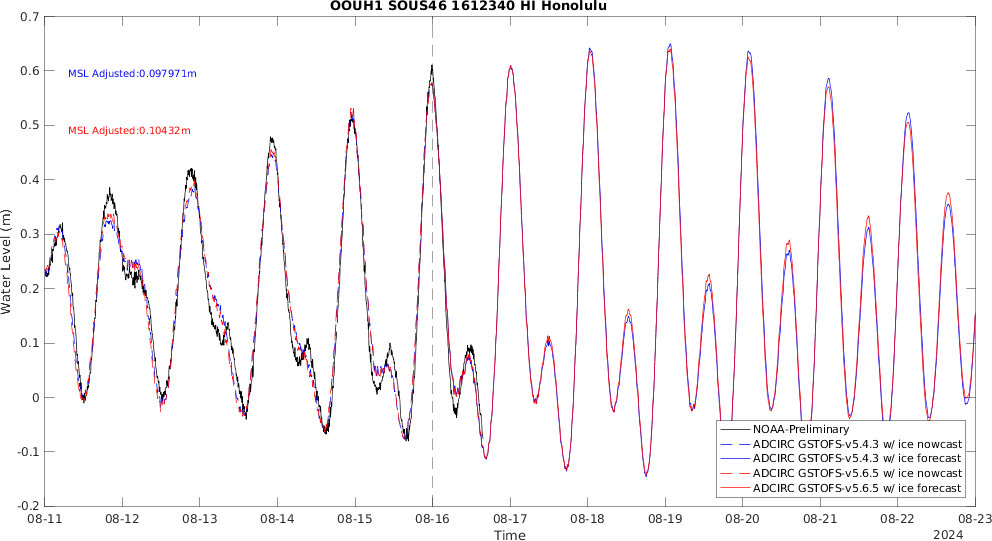 OOUH1 SOUS46 1612340 HI Honolulu
0.7
0.6
0.5
0.4
0.3
0.2
0.1
0
-0.1
-0.2
Water Level (m)
MSL Adjusted:0.097971m
MSL Adjusted:0.10432m
NOAA-Preliminary
ADCIRC GSTOFS-v5.4.3 w/ ice nowcast
ADCIRC GSTOFS-v5.4.3 w/ ice forecast
ADCIRC GSTOFS-v5.6.5 w/ ice nowcast
ADCIRC GSTOFS-v5.6.5 w/ ice forecast
08-11 08-12 08-13 08-14 08-15 08-16 08-17 08-18 08-19 08-20 08-21 08-22 08-23
Time
2024